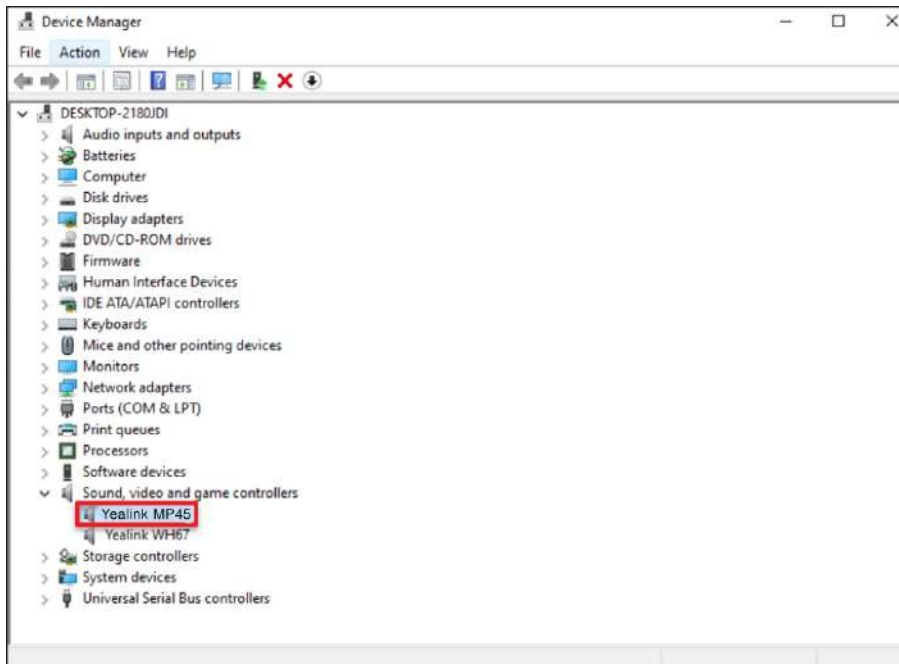 Device Manager
File Action View Help
DESKTOP-2180JDI
Audio inputs and outputs
Batteries
Computer
Disk drives
Display adapters
DVD/CD-ROM drives
Firmware
Human Interface Devices
IDE ATA/ATAPI controllers
Keyboards
Mice and other pointing devices
Monitors
Network adapters
Ports (COM & LPT)
Print queues
Processors
Software devices
Sound, video and game controllers
Yealink MP45
Yealink WH67
Storage controllers
System devices
Universal Serial Bus controllers